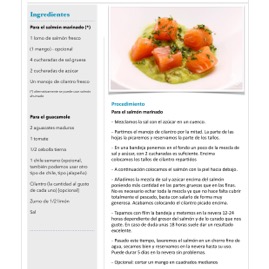 Ingredientes
Para el salmón marinado (*)
1 lomo de salmón fresco
(1 mango) - opcional
4 cucharadas de sal gruesa
2 cucharadas de azúcar
Un manojo de cilantro fresco
Para el guacamole
2 aguacates maduros
1 tomate
1/2 cebolla tierna
1 chile serrano (opcional,
también podemos usar otro
tipo de chile, tipo jalapeño)
Cilantro (la cantidad al gusto
de cada uno) (opcional)
Zumo de 1/2 limón
Sal
Procedimiento
Para el salmón marinado
- Mezclamos la sal con el azúcar en un cuenco.
- Partimos el manojo de cilantro por la mitad. La parte de las
hojas la picaremos y reservaremos la parte de los tallos.
- En una bandeja ponemos en el fondo un poco de la mezcla de
sal y azúcar, con 2 cucharadas es suficiente. Encima
colocamos los tallos de cilantro repartidos.
- A continuación colocamos el salmón con la piel hacia debajo.
- Añadimos la mezcla de sal y azúcar encima del salmón
poniendo más cantidad en las partes gruesas que en las finas.
No es necesario echar toda la mezcla ya que no hace falta cubrir
totalmente el pescado, basta con salarlo de forma muy
generosa. Acabamos colocando el cilantro picado encima.
- Tapamos con film la bandeja y metemos en la nevera 12-24
horas dependiendo del grosor del salmón y de lo curado que nos
guste. En caso de duda unas 18 horas suele dar un resultado
excelente.
- Pasado este tiempo, lavaremos el salmón en un chorro fino de
agua, secamos bien y reservamos en la nevera hasta su uso.
Puede durar 5 días en la nevera sin problemas.
- Opcional: cortar un mango en cuadrados medianos